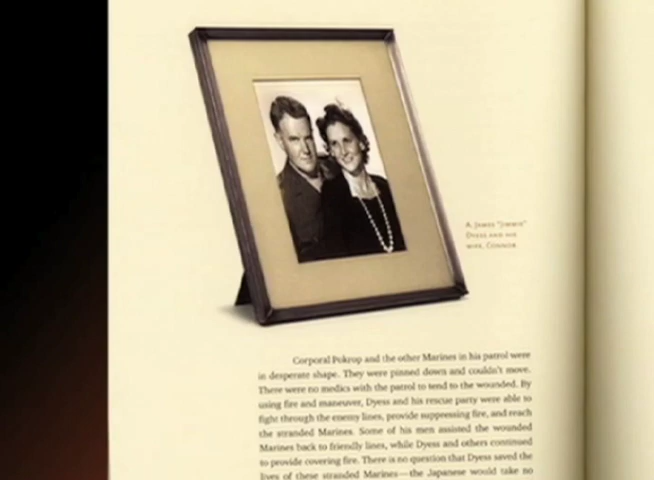 A. James "Jimmie"
Dyess and his
wife, Connor
Corporal Pokrop and the other Marines in his patrol were
in desperate shape. They were pinned down and couldn't move.
There were no medics with the patrol to tend to the wounded. By
using fire and maneuver, Dyess and his rescue party were able to
fight through the enemy lines, provide suppressing fire, and reach
the stranded Marines. Some of his men assisted the wounded
Marines back to friendly lines, while Dyess and others continued
to provide covering fire. There is no question that Dyess saved the
lives of these stranded Marines—the Japanese would take no